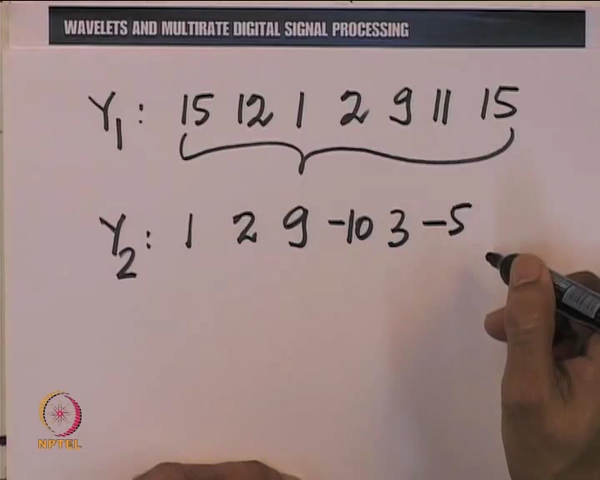 WAVELETS AND MULTIRATE DIGITAL SIGNAL PROCESSING
Y1: 15 12 1 2 9 11 15
Y2: 1 2 9 -10 3 -5
NPTEL